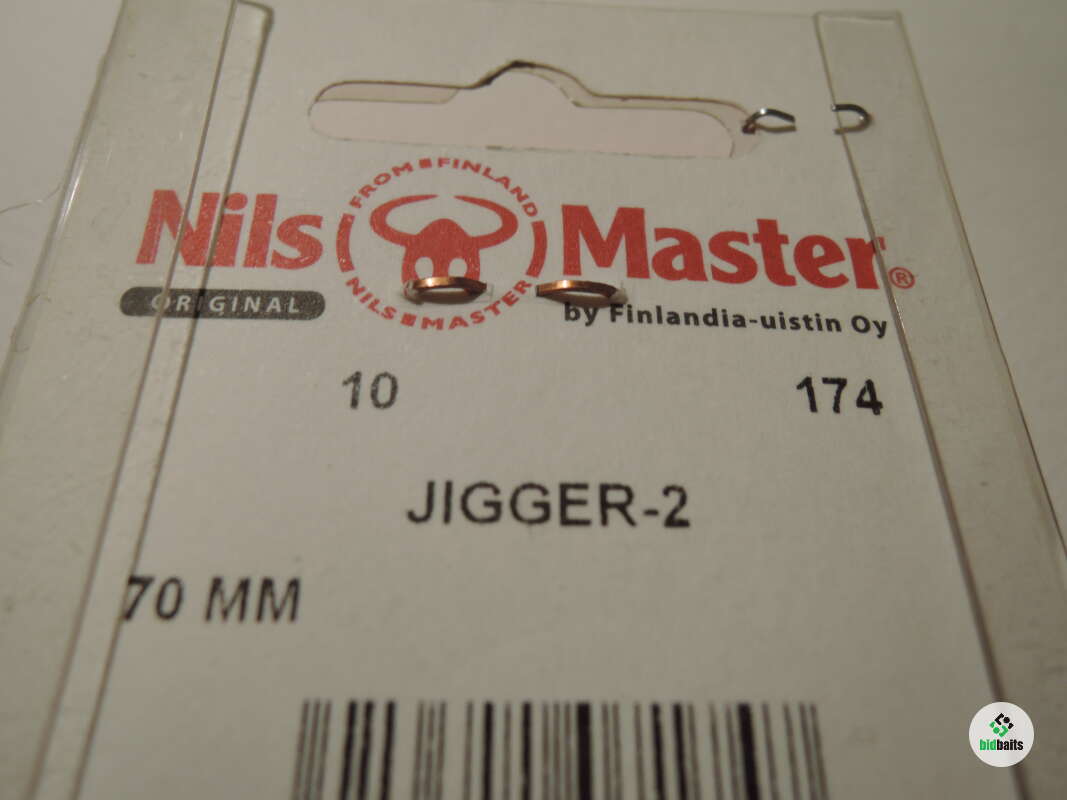 FROM FINLAND
Nils Master®
NILS MASTER
ORIGINAL
by Finlandia-uistin Oy
10 174
JIGGER-2
70 MM
bidbaits